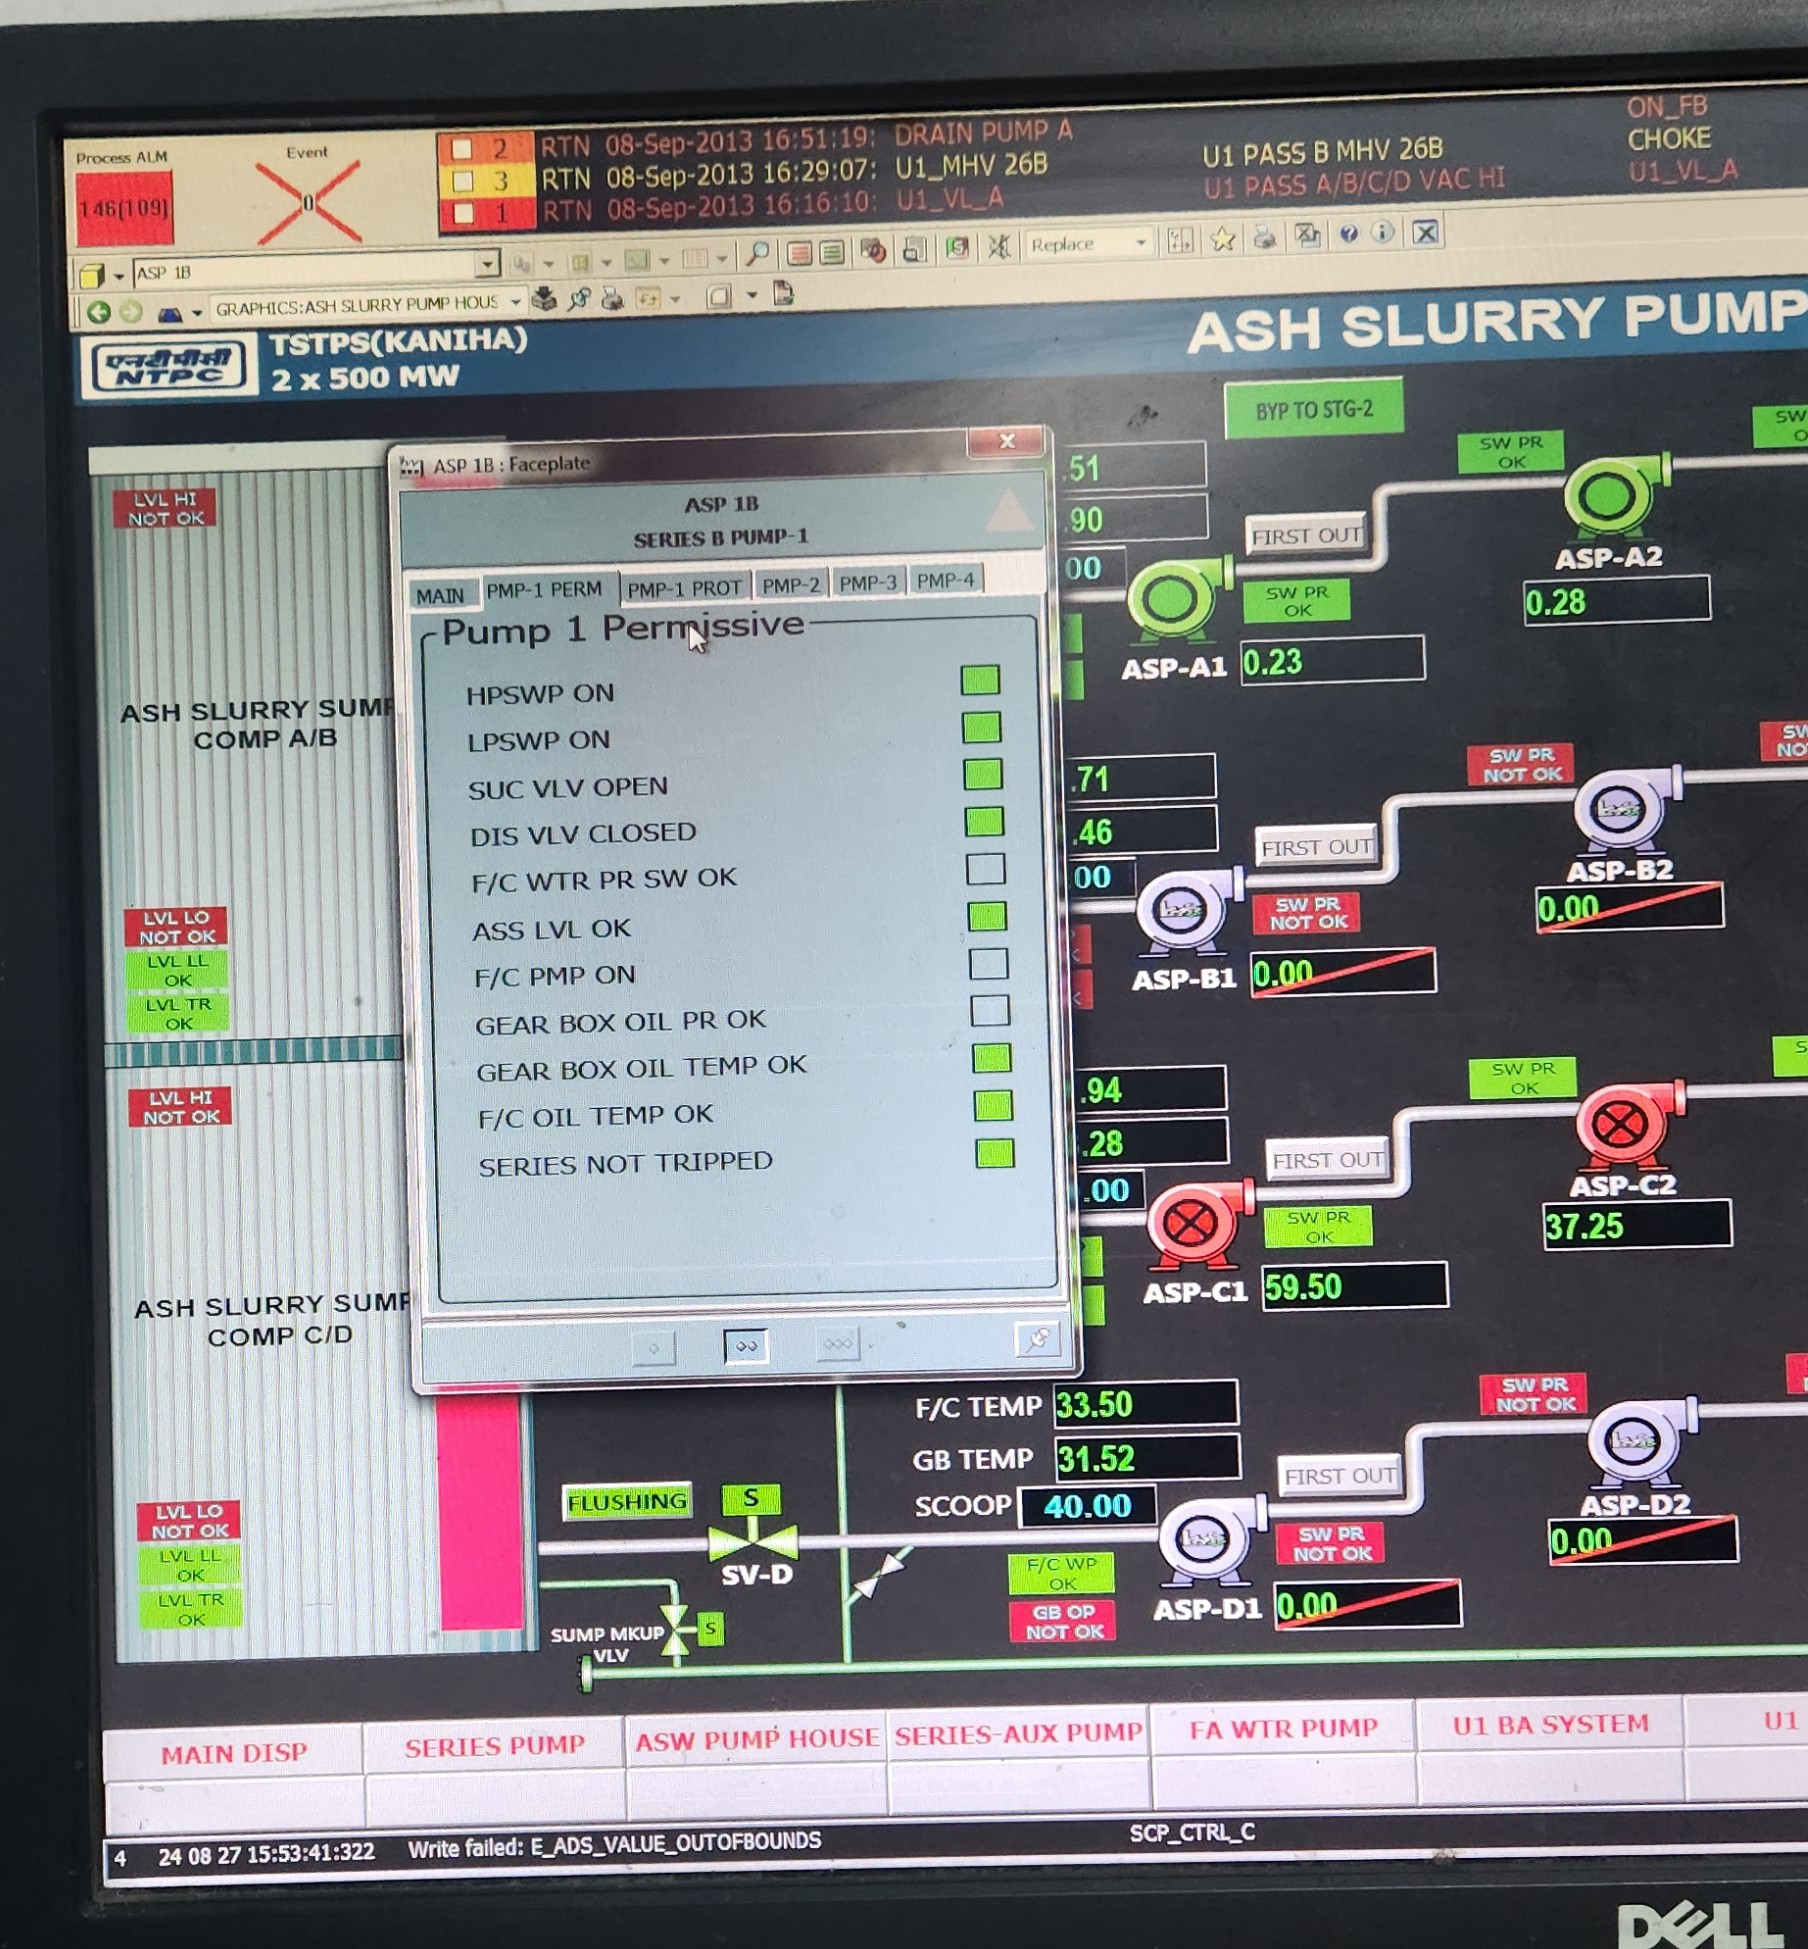 Process ALM
Event
146(109)
0
2 RTN 08-Sep-2013 16:51:19: DRAIN PUMP A ON_FB
3 RTN 08-Sep-2013 16:29:07: U1_MHV 26B U1 PASS B MHV 26B CHOKE
1 RTN 08-Sep-2013 16:16:10: U1_VL_A U1 PASS A/B/C/D VAC HI U1_VL_A
ASP 1B
Replace
GRAPHICS:ASH SLURRY PUMP HOUS
एनटीपीसी
NTPC
TSTPS(KANIHA)
2 x 500 MW
ASH SLURRY PUMP
BYP TO STG-2
LVL HI
NOT OK
ASH SLURRY SUMP
COMP A/B
LVL LO
NOT OK
LVL LL
OK
LVL TR
OK
LVL HI
NOT OK
ASH SLURRY SUMP
COMP C/D
LVL LO
NOT OK
LVL LL
OK
LVL TR
OK
ASP 1B : Faceplate
ASP 1B
SERIES B PUMP-1
MAIN PMP-1 PERM PMP-1 PROT PMP-2 PMP-3 PMP-4
Pump 1 Permissive
HPSWP ON
LPSWP ON
SUC VLV OPEN
DIS VLV CLOSED
F/C WTR PR SW OK
ASS LVL OK
F/C PMP ON
GEAR BOX OIL PR OK
GEAR BOX OIL TEMP OK
F/C OIL TEMP OK
SERIES NOT TRIPPED
.51
.90
00
SW PR
OK
SW
O
FIRST OUT
ASP-A2
0.28
SW PR
OK
ASP-A1
0.23
.71
.46
00
SW PR
NOT OK
SW
NO
FIRST OUT
ASP-B2
0.00
SW PR
NOT OK
ASP-B1
0.00
.94
.28
.00
SW PR
OK
S
FIRST OUT
ASP-C2
37.25
SW PR
OK
ASP-C1
59.50
F/C TEMP 33.50
GB TEMP 31.52
SCOOP 40.00
SW PR
NOT OK
FIRST OUT
ASP-D2
0.00
SW PR
NOT OK
ASP-D1
0.00
FLUSHING
S
SV-D
F/C WP
OK
GB OP
NOT OK
SUMP MKUP
VLV
S
MAIN DISP SERIES PUMP ASW PUMP HOUSE SERIES-AUX PUMP FA WTR PUMP U1 BA SYSTEM U1
4 24 08 27 15:53:41:322 Write failed: E_ADS_VALUE_OUTOFBOUNDS SCP_CTRL_C
DELL